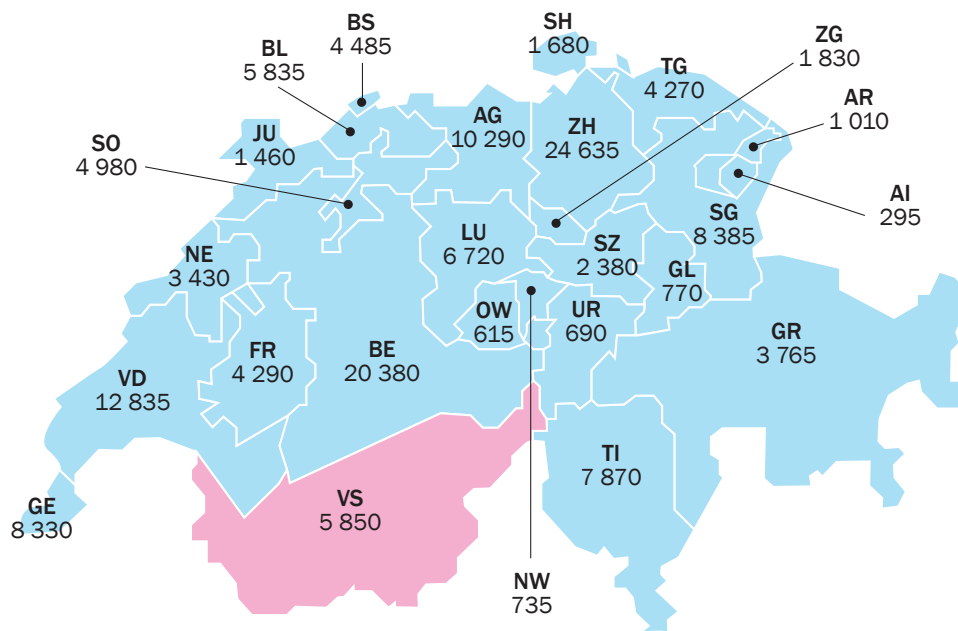 BS
4 485
SH
1 680
ZG
1 830
BL
5 835
TG
4 270
AR
1 010
AG
10 290
ZH
24 635
JU
1 460
SO
4 980
AI
295
SG
8 385
LU
6 720
SZ
2 380
NE
3 430
GL
770
OW
615
UR
690
GR
3 765
FR
4 290
BE
20 380
VD
12 835
TI
7 870
VS
5 850
GE
8 330
NW
735